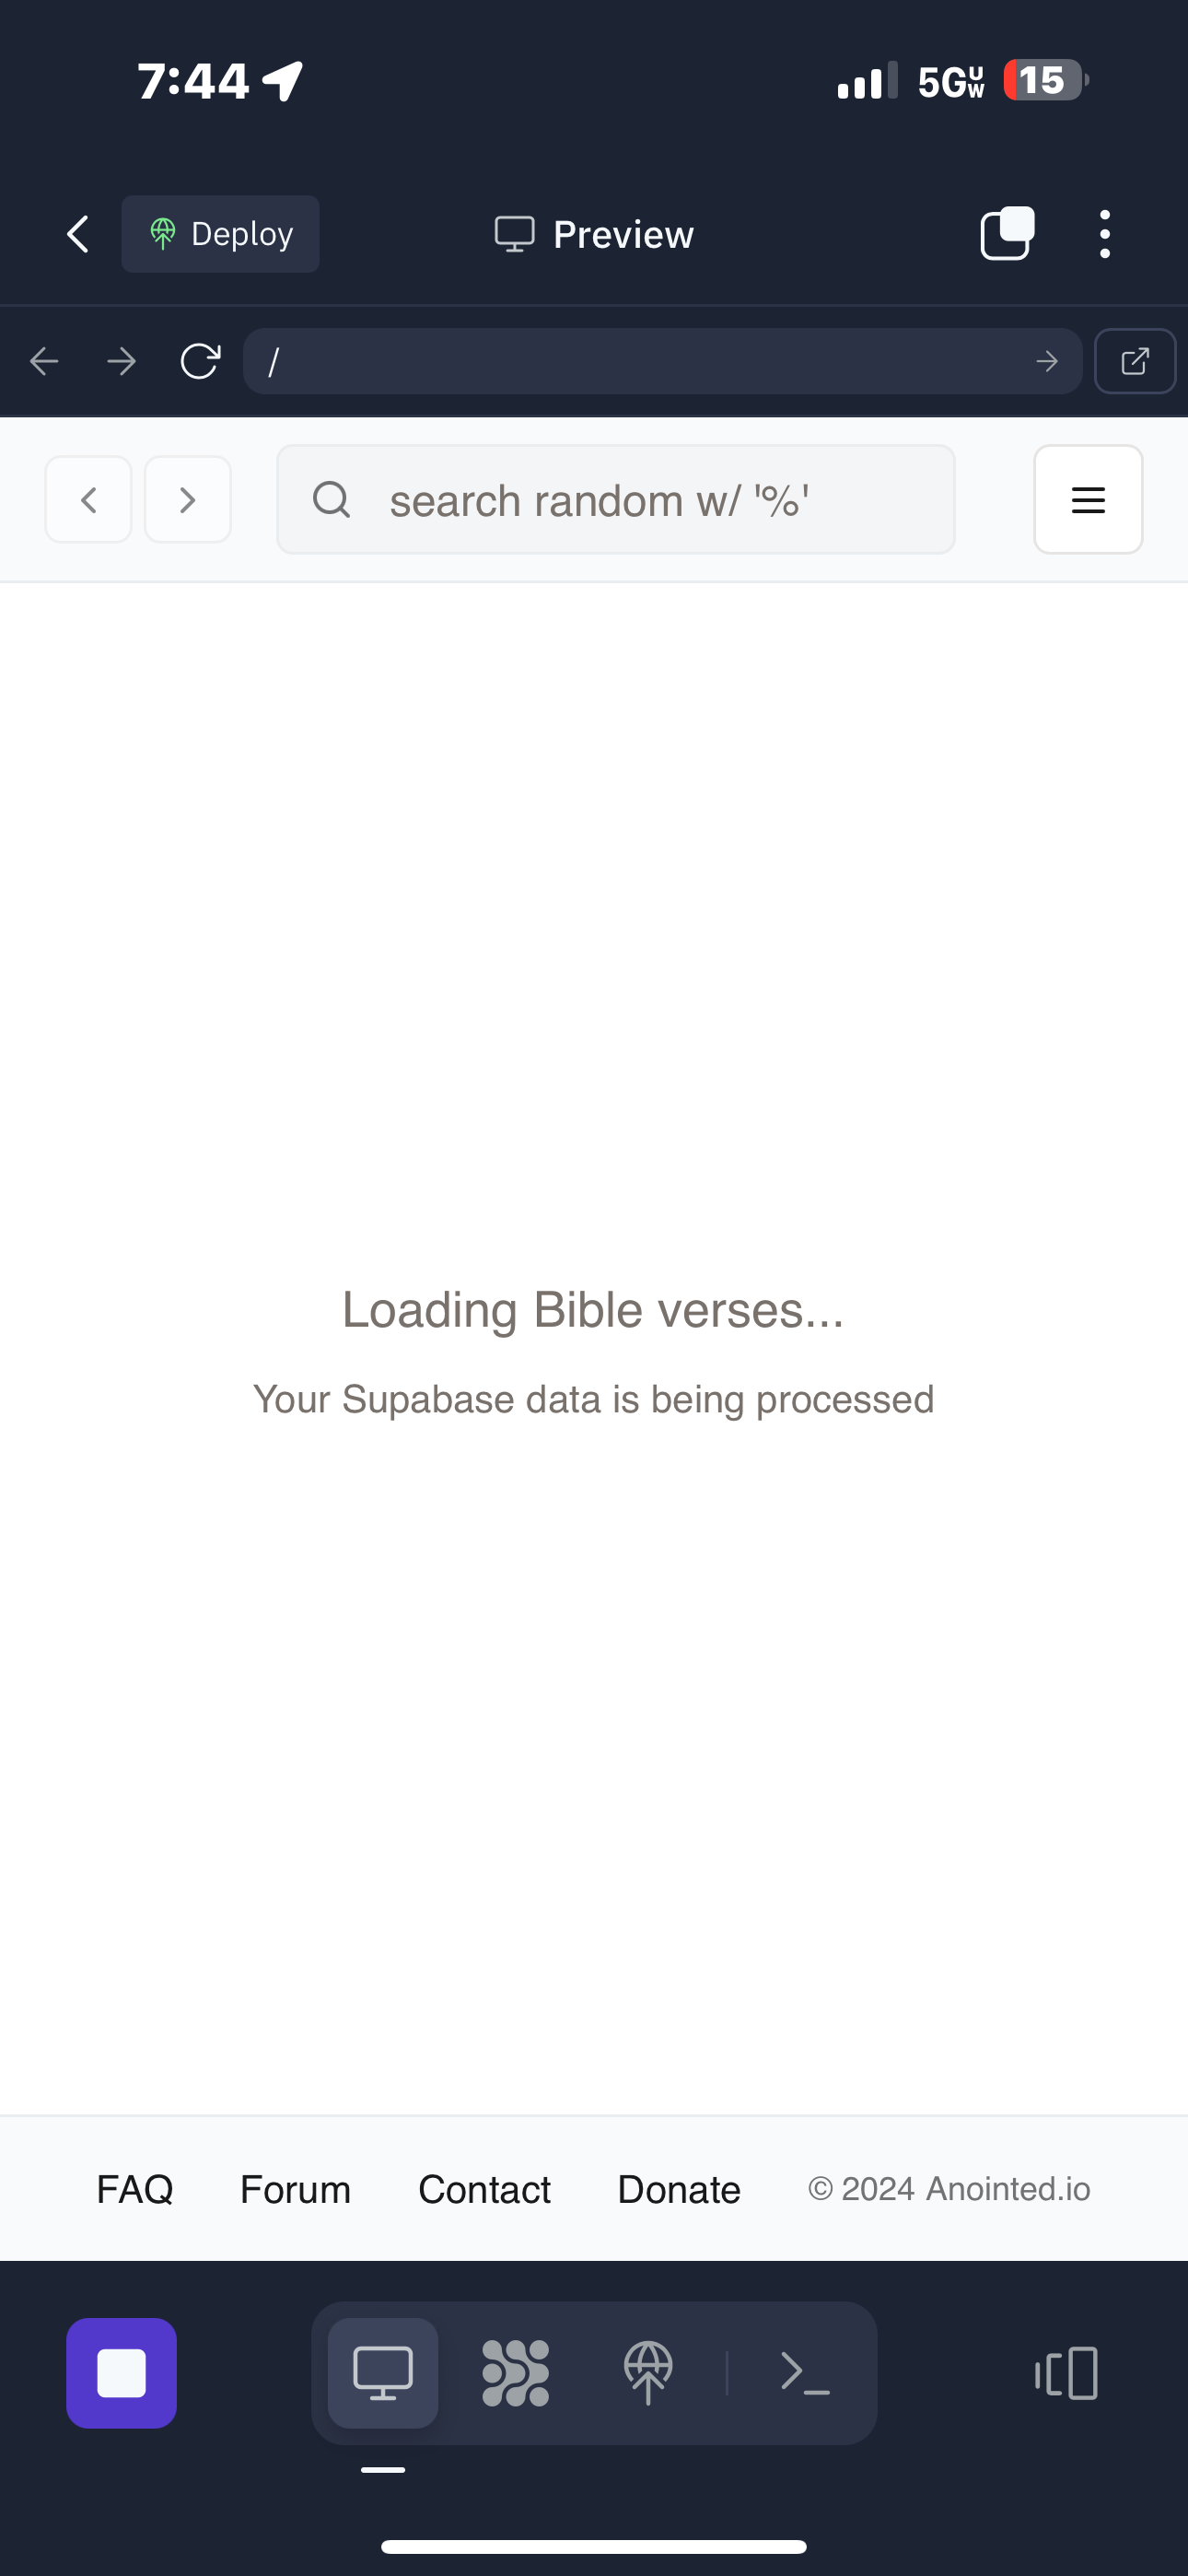 7:44
5G UW
15
Deploy
Preview
/
search random w/ '%'
Loading Bible verses...
Your Supabase data is being processed
FAQ Forum Contact Donate © 2024 Anointed.io